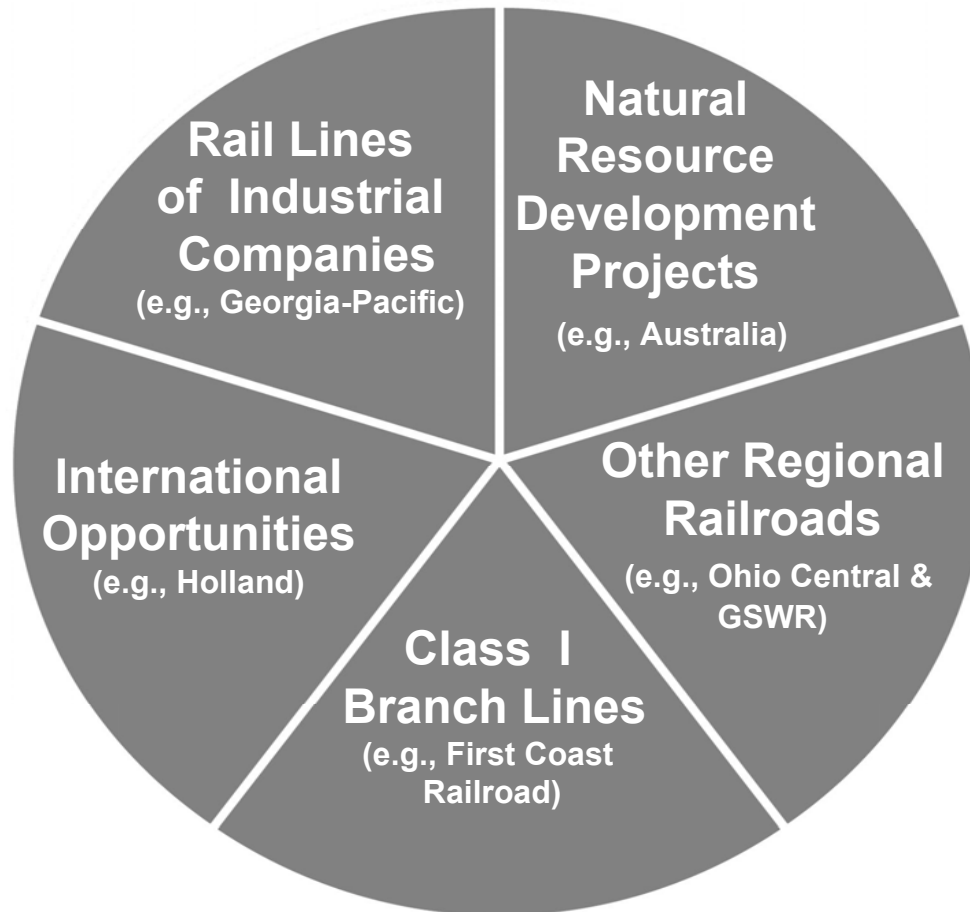 Rail Lines
of Industrial
Companies
(e.g., Georgia-Pacific)
Natural
Resource
Development
Projects
(e.g., Australia)
Other Regional
Railroads
(e.g., Ohio Central &
GSWR)
Class I
Branch Lines
(e.g., First Coast
Railroad)
International
Opportunities
(e.g., Holland)